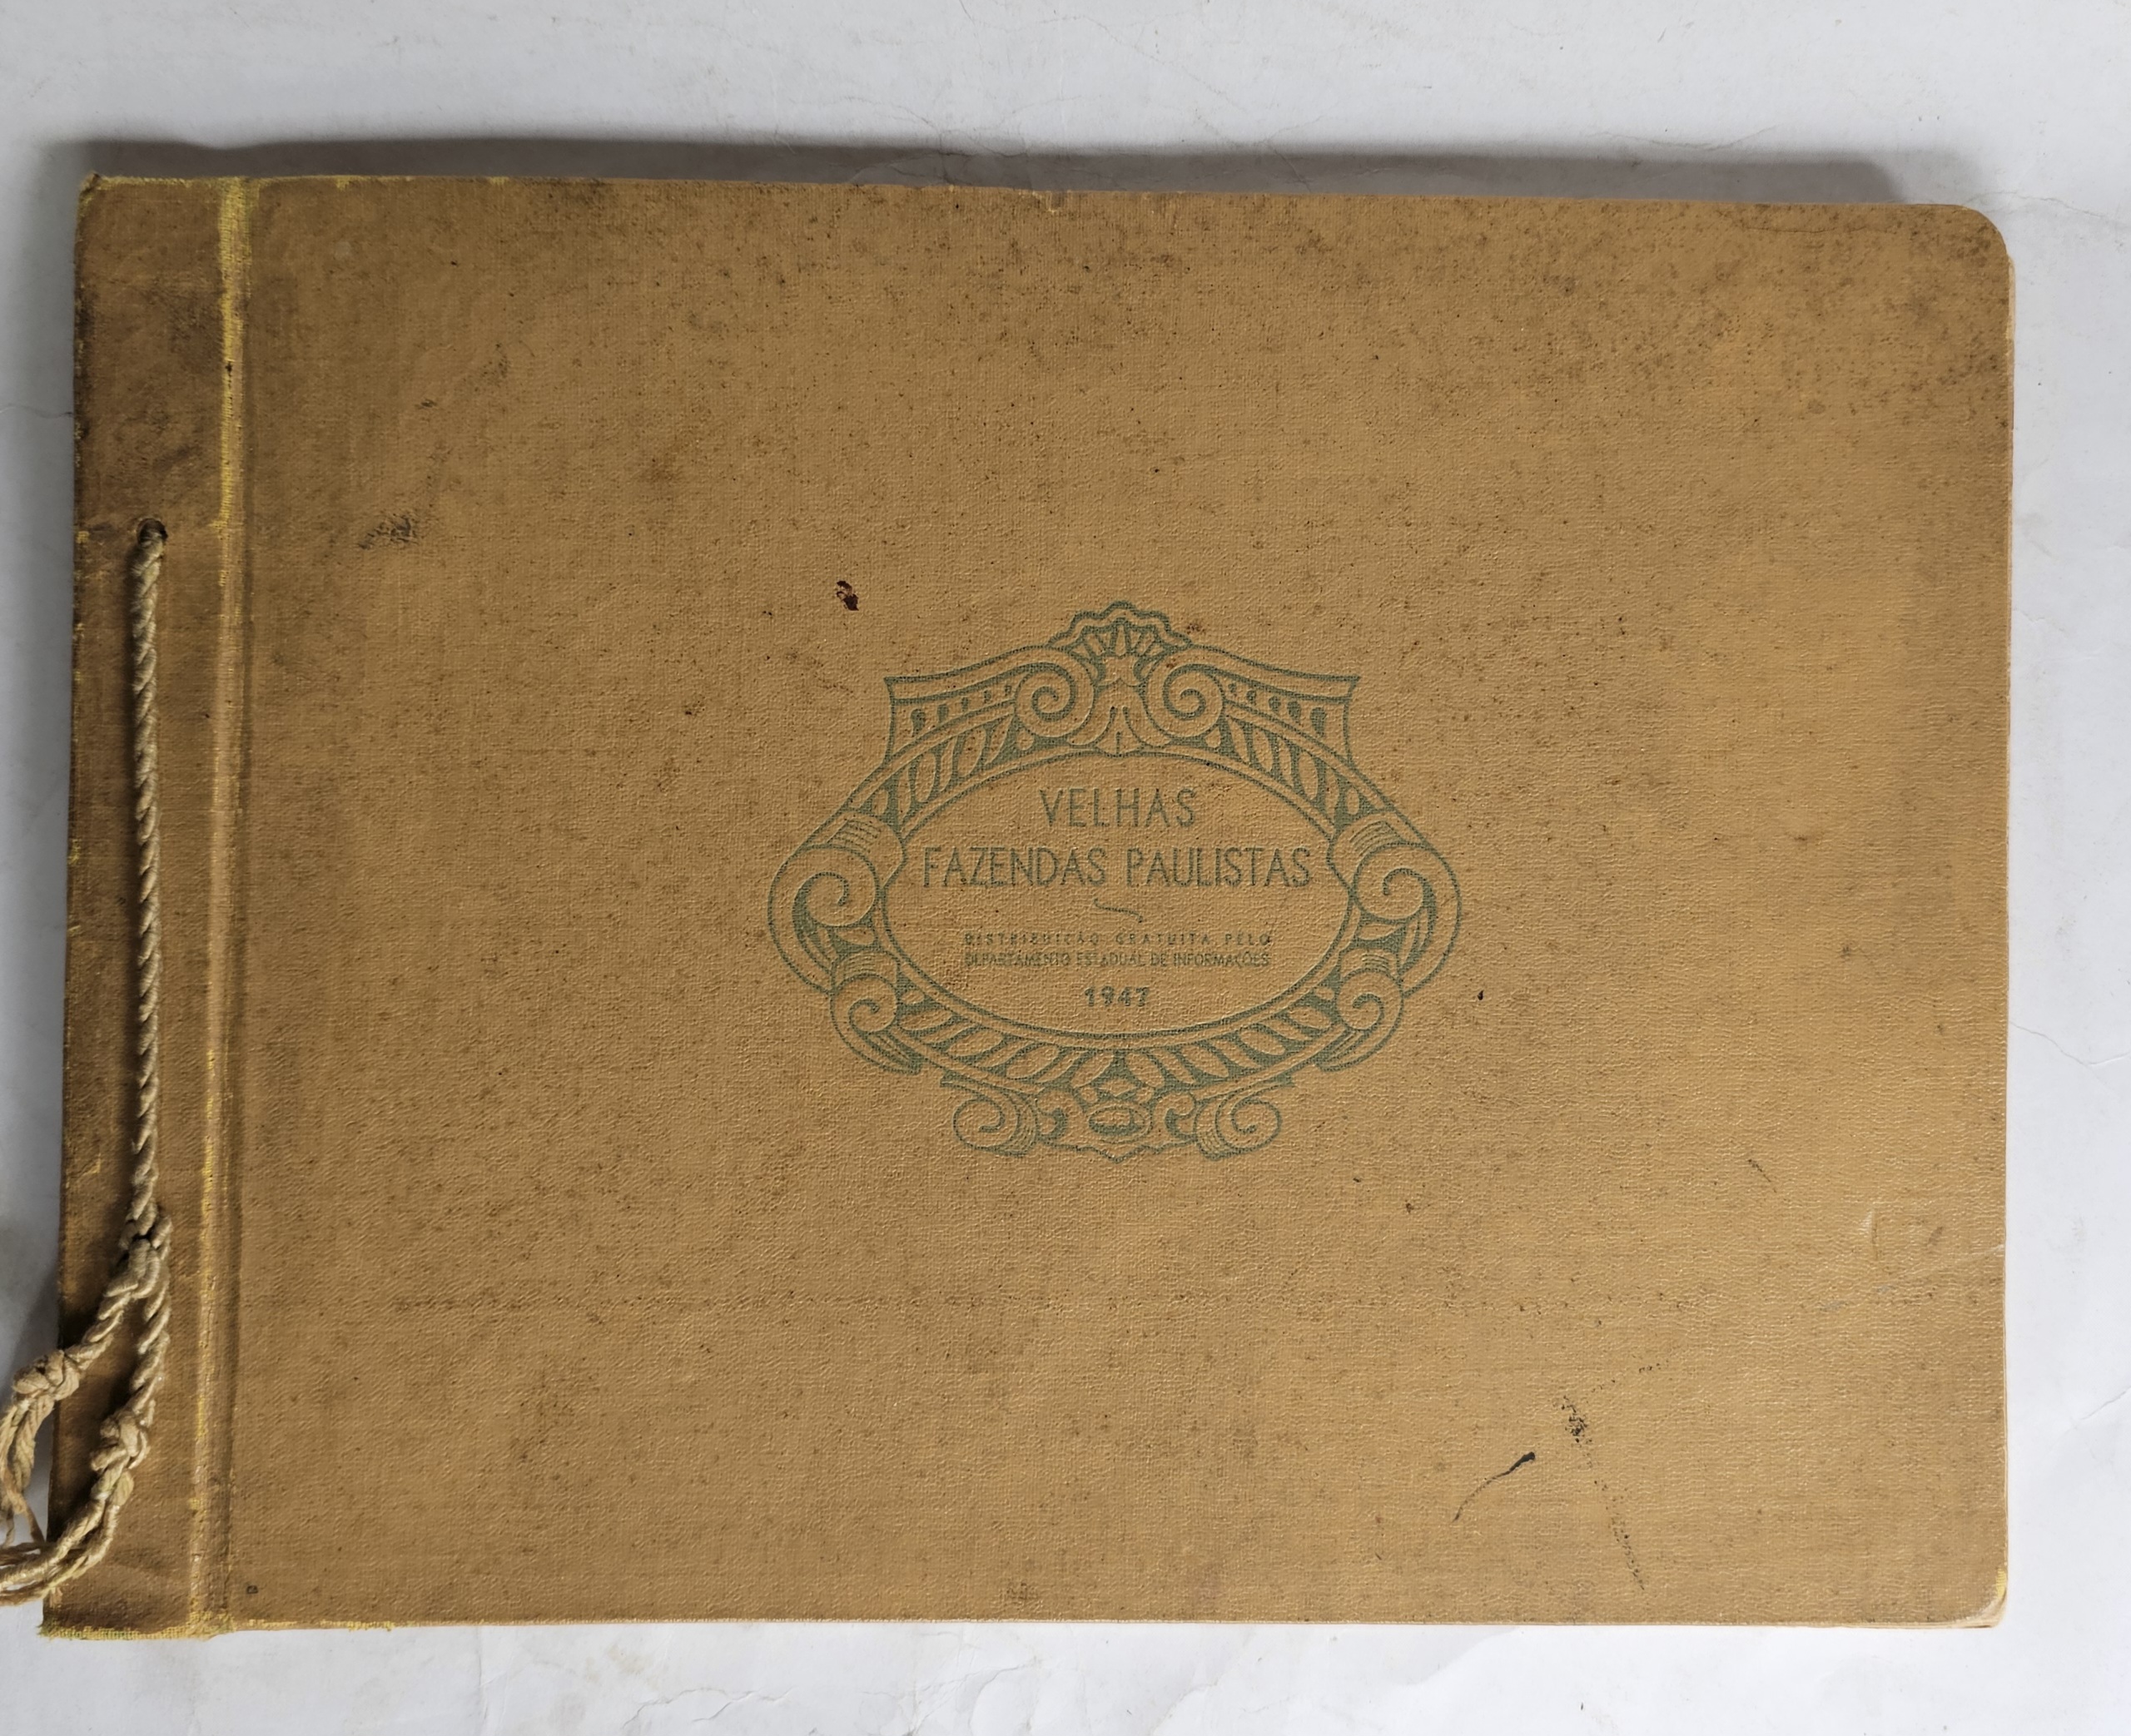 VELHAS
FAZENDAS PAULISTAS
DISTRIBUIÇÃO GRATUITA PELO
DEPARTAMENTO ESTADUAL DE INFORMAÇÕES
1947